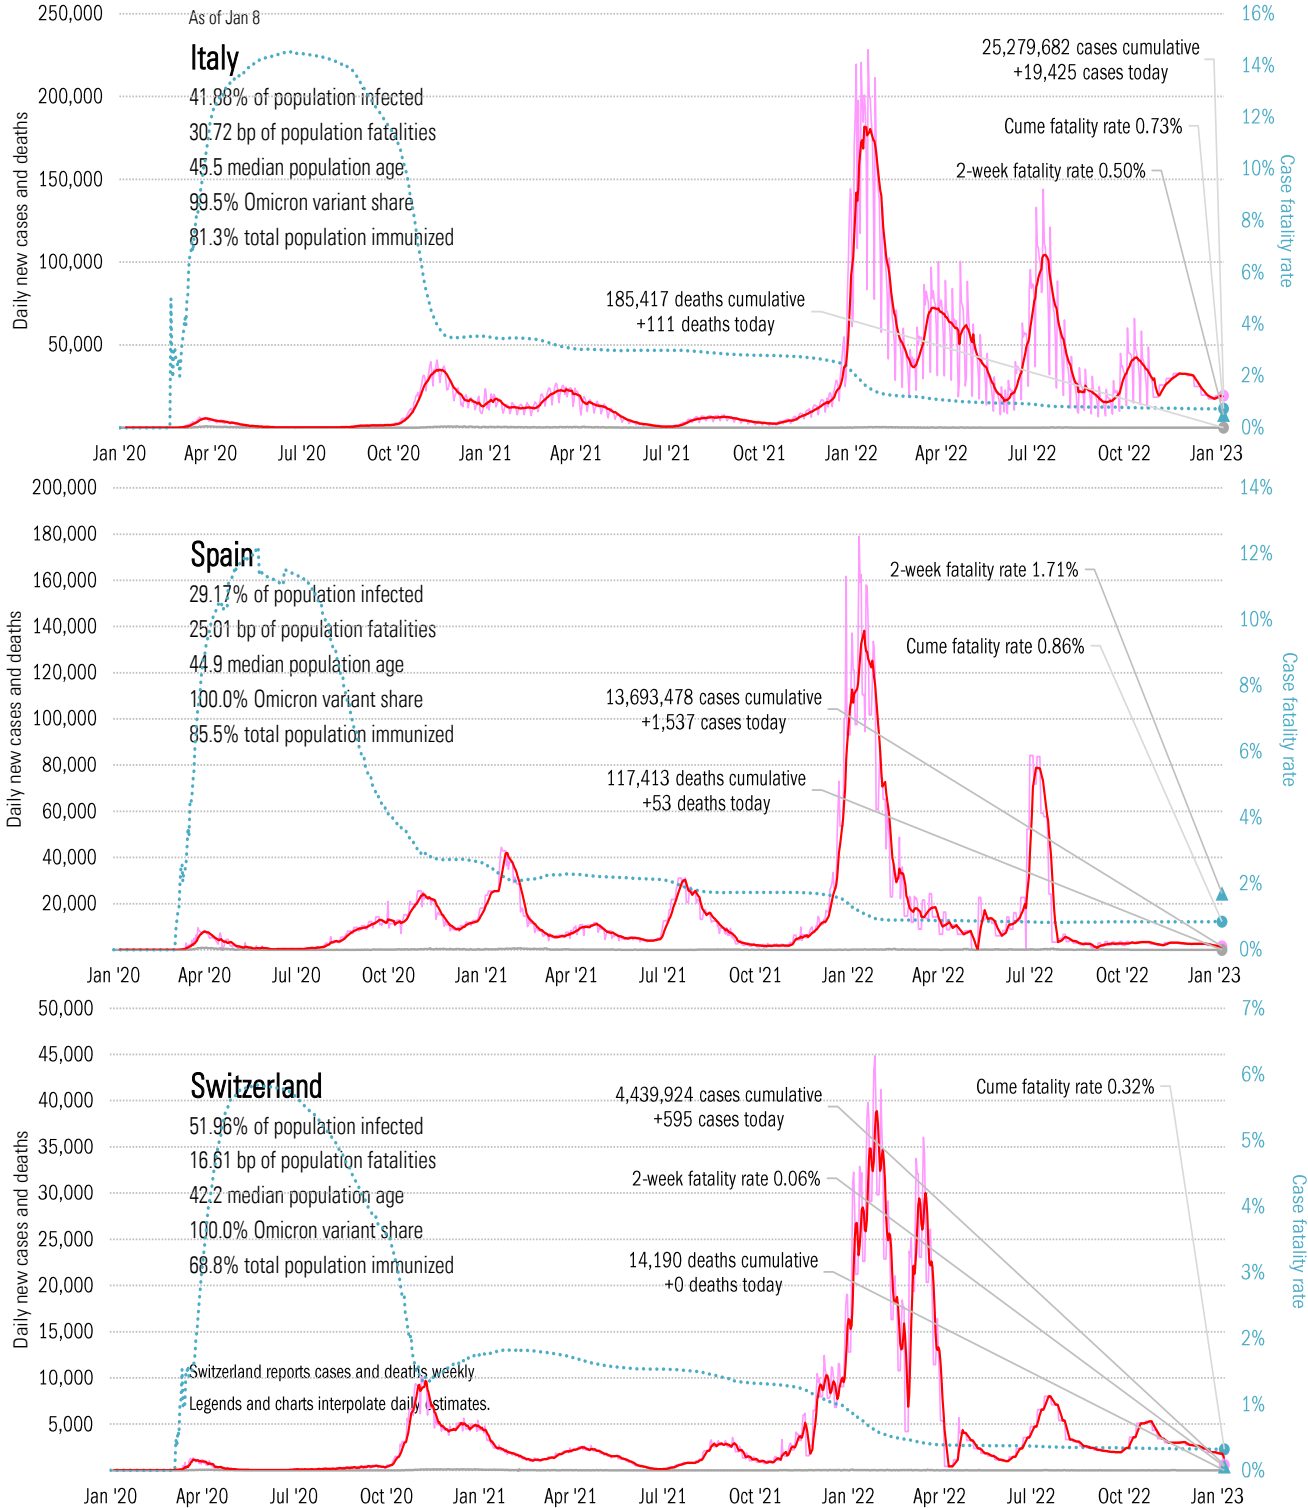 As of Jan 8
Italy
41.88% of population infected
30.72 bp of population fatalities
45.5 median population age
99.5% Omicron variant share
81.3% total population immunized
25,279,682 cases cumulative
+19,425 cases today
Cume fatality rate 0.73%
2-week fatality rate 0.50%
185,417 deaths cumulative
+111 deaths today
Daily new cases and deaths
250,000
200,000
150,000
100,000
50,000
Case fatality rate
16%
14%
12%
10%
8%
6%
4%
2%
0%
Jan '20 Apr '20 Jul '20 Oct '20 Jan '21 Apr '21 Jul '21 Oct '21 Jan '22 Apr '22 Jul '22 Oct '22 Jan '23
Spain
29.17% of population infected
25.01 bp of population fatalities
44.9 median population age
100.0% Omicron variant share
85.5% total population immunized
2-week fatality rate 1.71%
Cume fatality rate 0.86%
13,693,478 cases cumulative
+1,537 cases today
117,413 deaths cumulative
+53 deaths today
Daily new cases and deaths
200,000
180,000
160,000
140,000
120,000
100,000
80,000
60,000
40,000
20,000
Case fatality rate
14%
12%
10%
8%
6%
4%
2%
0%
Jan '20 Apr '20 Jul '20 Oct '20 Jan '21 Apr '21 Jul '21 Oct '21 Jan '22 Apr '22 Jul '22 Oct '22 Jan '23
Switzerland
51.96% of population infected
16.61 bp of population fatalities
42.2 median population age
100.0% Omicron variant share
68.8% total population immunized
4,439,924 cases cumulative
+595 cases today
Cume fatality rate 0.32%
2-week fatality rate 0.06%
14,190 deaths cumulative
+0 deaths today
Switzerland reports cases and deaths weekly.
Legends and charts interpolate daily estimates.
Daily new cases and deaths
50,000
45,000
40,000
35,000
30,000
25,000
20,000
15,000
10,000
5,000
Case fatality rate
7%
6%
5%
4%
3%
2%
1%
0%
Jan '20 Apr '20 Jul '20 Oct '20 Jan '21 Apr '21 Jul '21 Oct '21 Jan '22 Apr '22 Jul '22 Oct '22 Jan '23